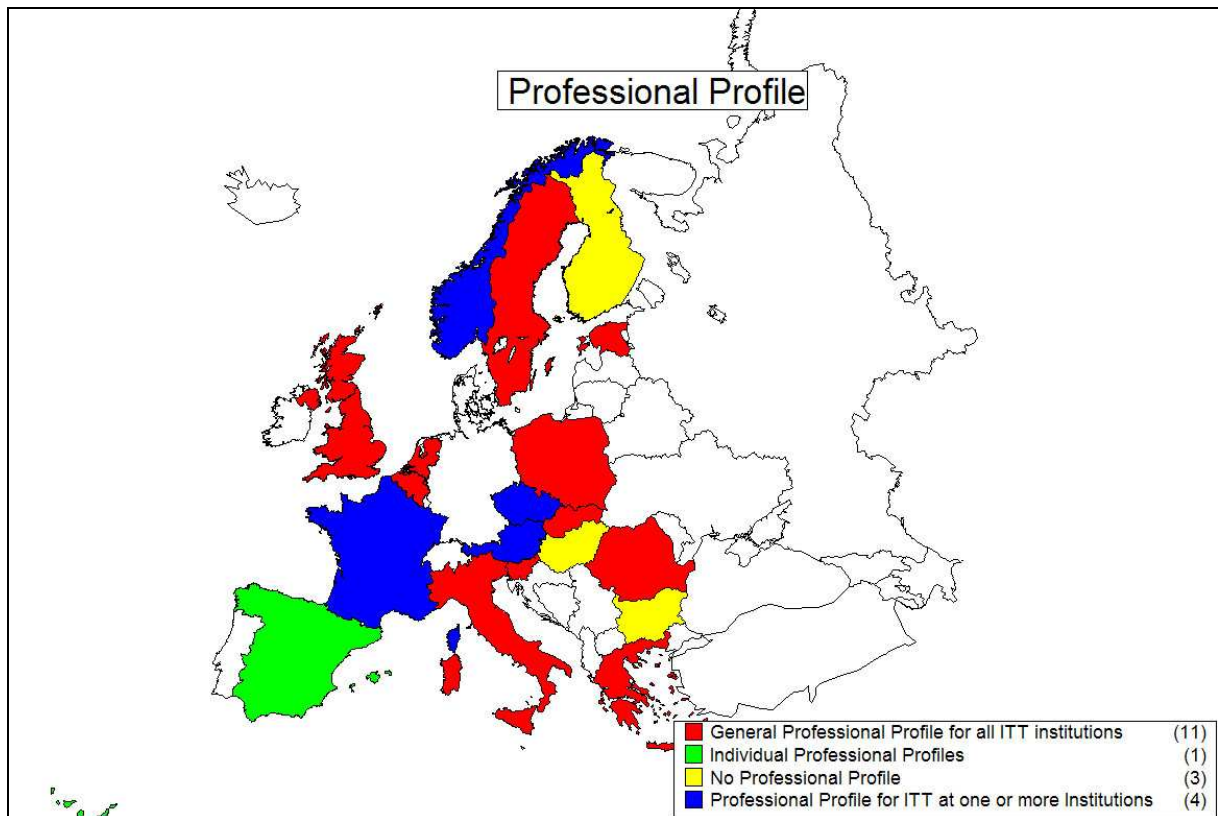 Professional Profile
General Professional Profile for all ITT institutions (11)
Individual Professional Profiles (1)
No Professional Profile (3)
Professional Profile for ITT at one or more Institutions (4)